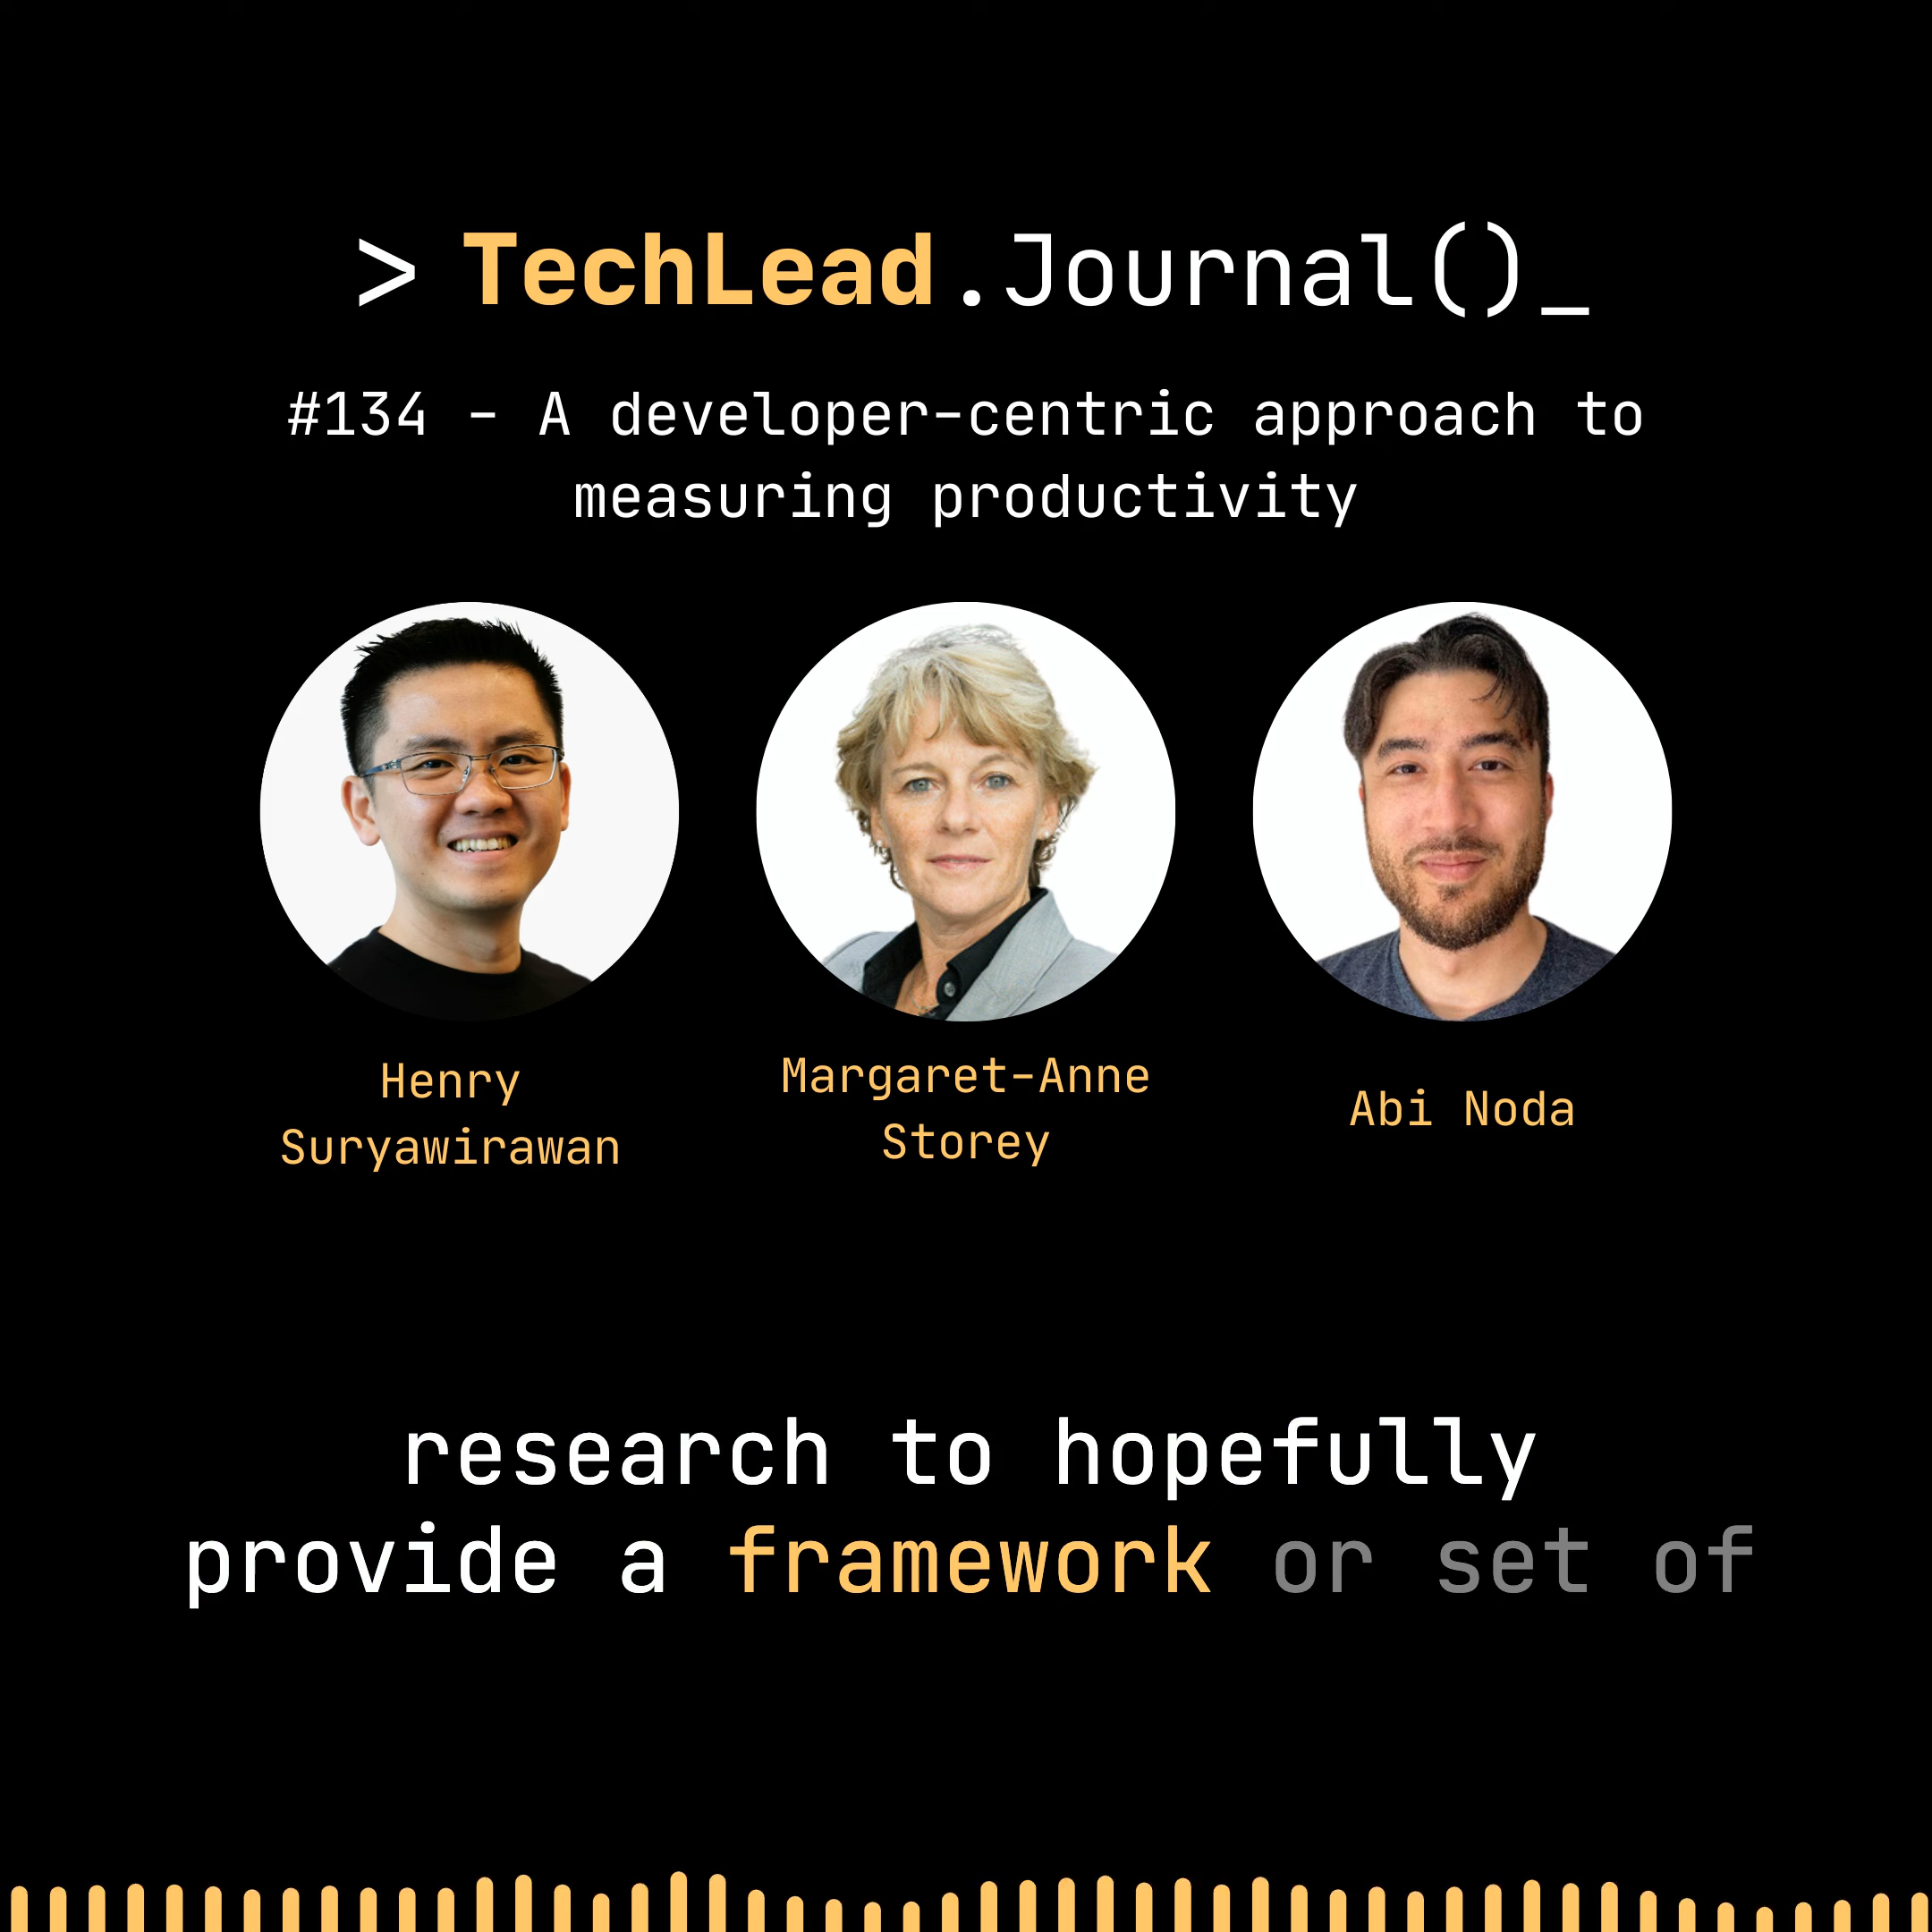 > TechLead.Journal()_
#134 - A developer-centric approach to
measuring productivity
Henry
Suryawirawan
Margaret-Anne
Storey
Abi Noda
research to hopefully
provide a framework or set of